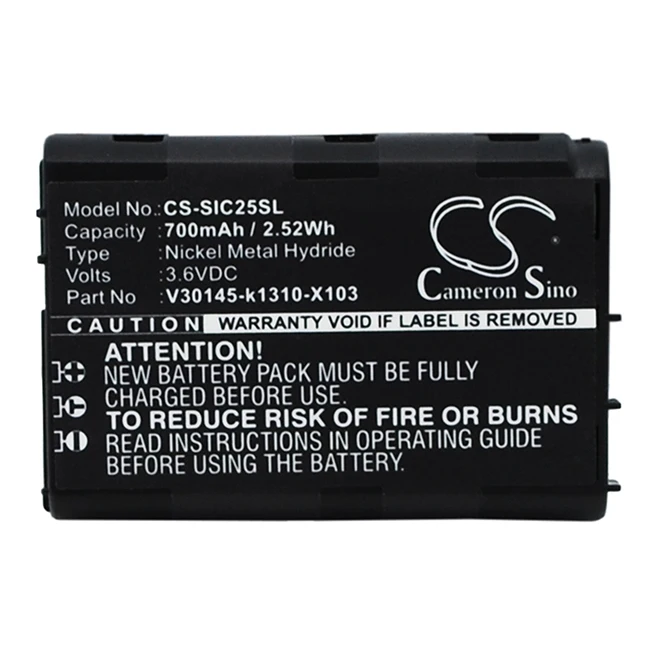 Model No.: CS-SIC25SL
Capacity : 700mAh / 2.52Wh
Type : Nickel Metal Hydride
Volts : 3.6VDC
Part No : V30145-k1310-X103
Cameron Sino
CAUTION WARRANTY VOID IF LABEL IS REMOVED
ATTENTION!
NEW BATTERY PACK MUST BE FULLY
CHARGED BEFORE USE.
TO REDUCE RISK OF FIRE OR BURNS
READ INSTRUCTIONS IN OPERATING GUIDE
BEFORE USING THE BATTERY.